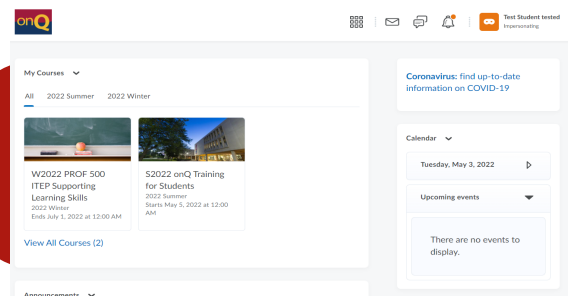 onQ
Test Student tested
Impersonating
My Courses
All 2022 Summer 2022 Winter
W2022 PROF 500
ITEP Supporting
Learning Skills
2022 Winter
Ends July 1, 2022 at 12:00 AM
S2022 onQ Training
for Students
2022 Summer
Starts May 5, 2022 at 12:00
AM
View All Courses (2)
Announcements
Coronavirus: find up-to-date
information on COVID-19
Calendar
Tuesday, May 3, 2022
Upcoming events
There are no events to
display.